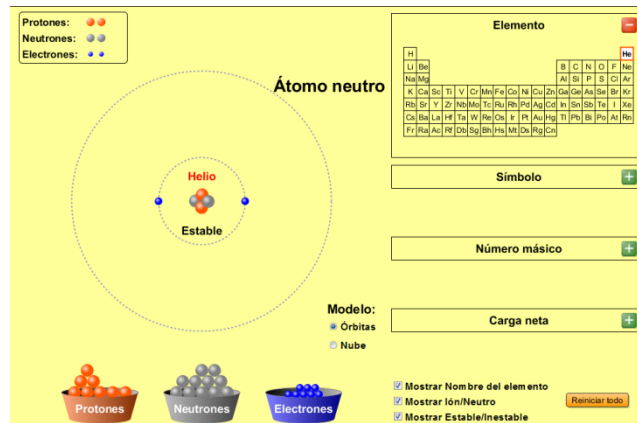 Protones:
Neutrones:
Electrones:
Átomo neutro
Helio
Estable
Modelo:
Órbitas
Nube
Protones
Neutrones
Electrones
Elemento
H He
Li Be B C N O F Ne
Na Mg Al Si P S Cl Ar
K Ca Sc Ti V Cr Mn Fe Co Ni Cu Zn Ga Ge As Se Br Kr
Rb Sr Y Zr Nb Mo Tc Ru Rh Pd Ag Cd In Sn Sb Te I Xe
Cs Ba La Hf Ta W Re Os Ir Pt Au Hg Tl Pb Bi Po At Rn
Fr Ra Ac Rf Db Sg Bh Hs Mt Ds Rg Cn
Símbolo
Número másico
Carga neta
Mostrar Nombre del elemento
Mostrar Ión/Neutro
Mostrar Estable/Inestable
Reiniciar todo